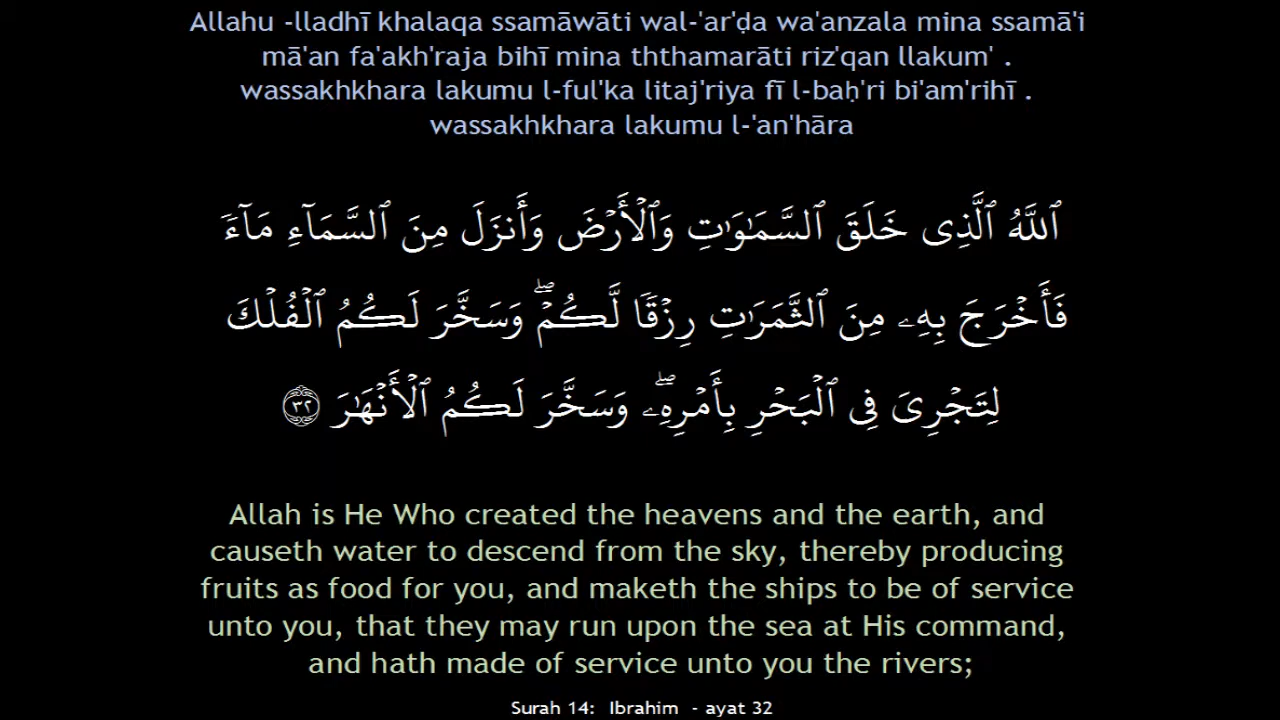 Allahu -lladhī khalaqa ssamāwāti wal-'ar'ḍa wa'anzala mina ssamā'i
mā'an fa'akh'raja bihī mina ththamarāti riz'qan llakum' .
wassakhkhara lakumu l-ful'ka litaj'riya fī l-baḥ'ri bi'am'rihī .
wassakhkhara lakumu l-'an'hāra
ٱللَّهُ ٱلَّذِى خَلَقَ ٱلسَّمَـٰوَٰتِ وَٱلْأَرْضَ وَأَنزَلَ مِنَ ٱلسَّمَآءِ مَآءً
فَأَخْرَجَ بِهِۦ مِنَ ٱلثَّمَرَٰتِ رِزْقًا لَّكُمْ ۖ وَسَخَّرَ لَكُمُ ٱلْفُلْكَ
لِتَجْرِىَ فِى ٱلْبَحْرِ بِأَمْرِهِۦ ۖ وَسَخَّرَ لَكُمُ ٱلْأَنْهَـٰرَ ٣٢
Allah is He Who created the heavens and the earth, and
causeth water to descend from the sky, thereby producing
fruits as food for you, and maketh the ships to be of service
unto you, that they may run upon the sea at His command,
and hath made of service unto you the rivers;
Surah 14: Ibrahim - ayat 32